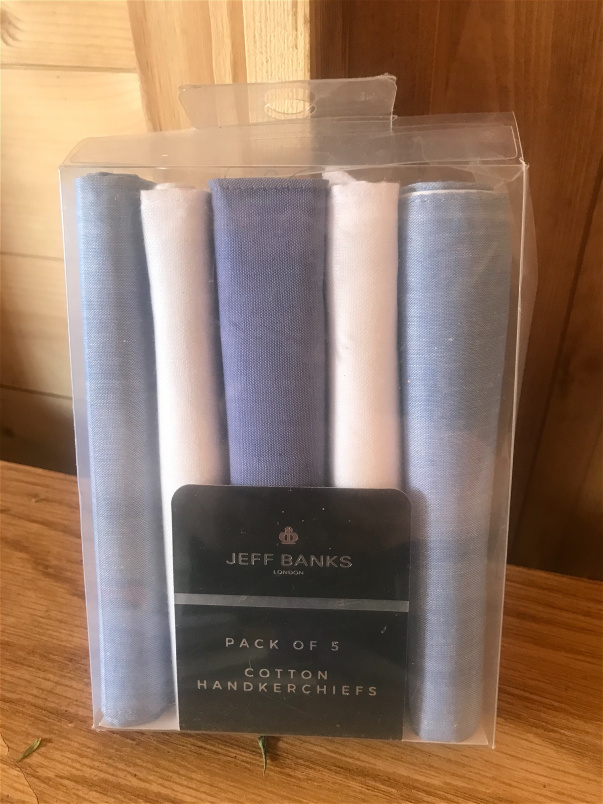 JEFF BANKS
LONDON
PACK OF 5
COTTON
HANDKERCHIEFS